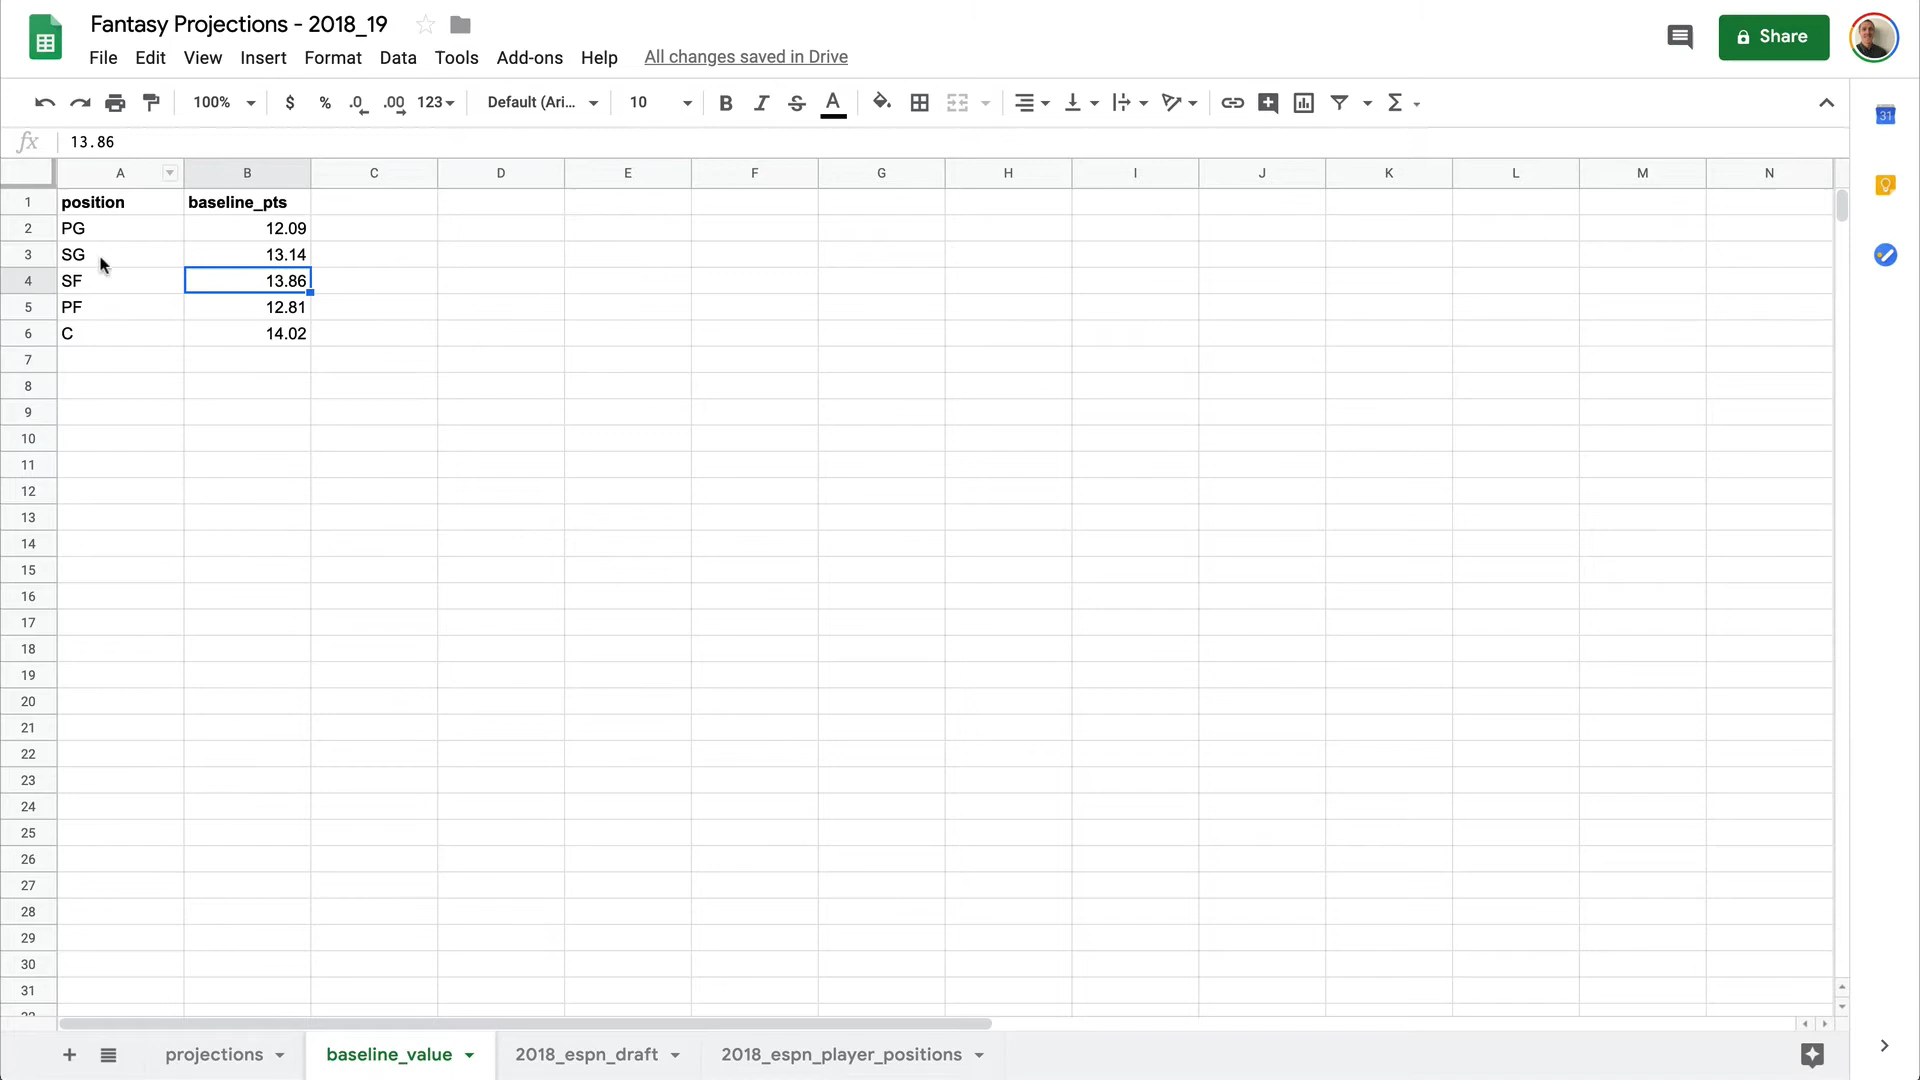 Fantasy Projections - 2018_19
File Edit View Insert Format Data Tools Add-ons Help All changes saved in Drive
Share
100% $ % .0 .00 123 Default (Ari... 10 B I S A Σ
31
fx 13.86
A B C D E F G H I J K L M N
1 position baseline_pts
2 PG 12.09
3 SG 13.14
4 SF 13.86
5 PF 12.81
6 C 14.02
7
8
9
10
11
12
13
14
15
16
17
18
19
20
21
22
23
24
25
26
27
28
29
30
31
projections baseline_value 2018_espn_draft 2018_espn_player_positions